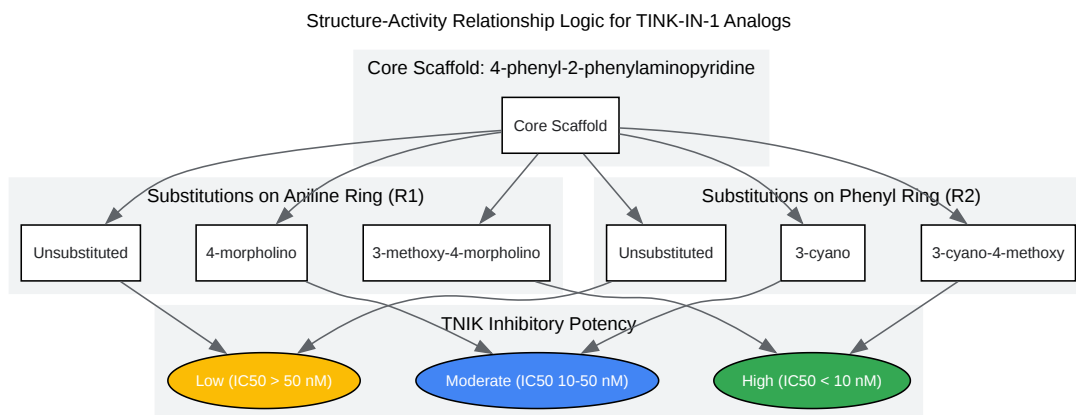 Structure-Activity Relationship Logic for TINK-IN-1 Analogs
Core Scaffold: 4-phenyl-2-phenylaminopyridine
Core Scaffold
Substitutions on Aniline Ring (R1)
Substitutions on Phenyl Ring (R2)
Unsubstituted
4-morpholino
3-methoxy-4-morpholino
Unsubstituted
3-cyano
3-cyano-4-methoxy
TNIK Inhibitory Potency
Low (IC50 > 50 nM)
Moderate (IC50 10-50 nM)
High (IC50 < 10 nM)